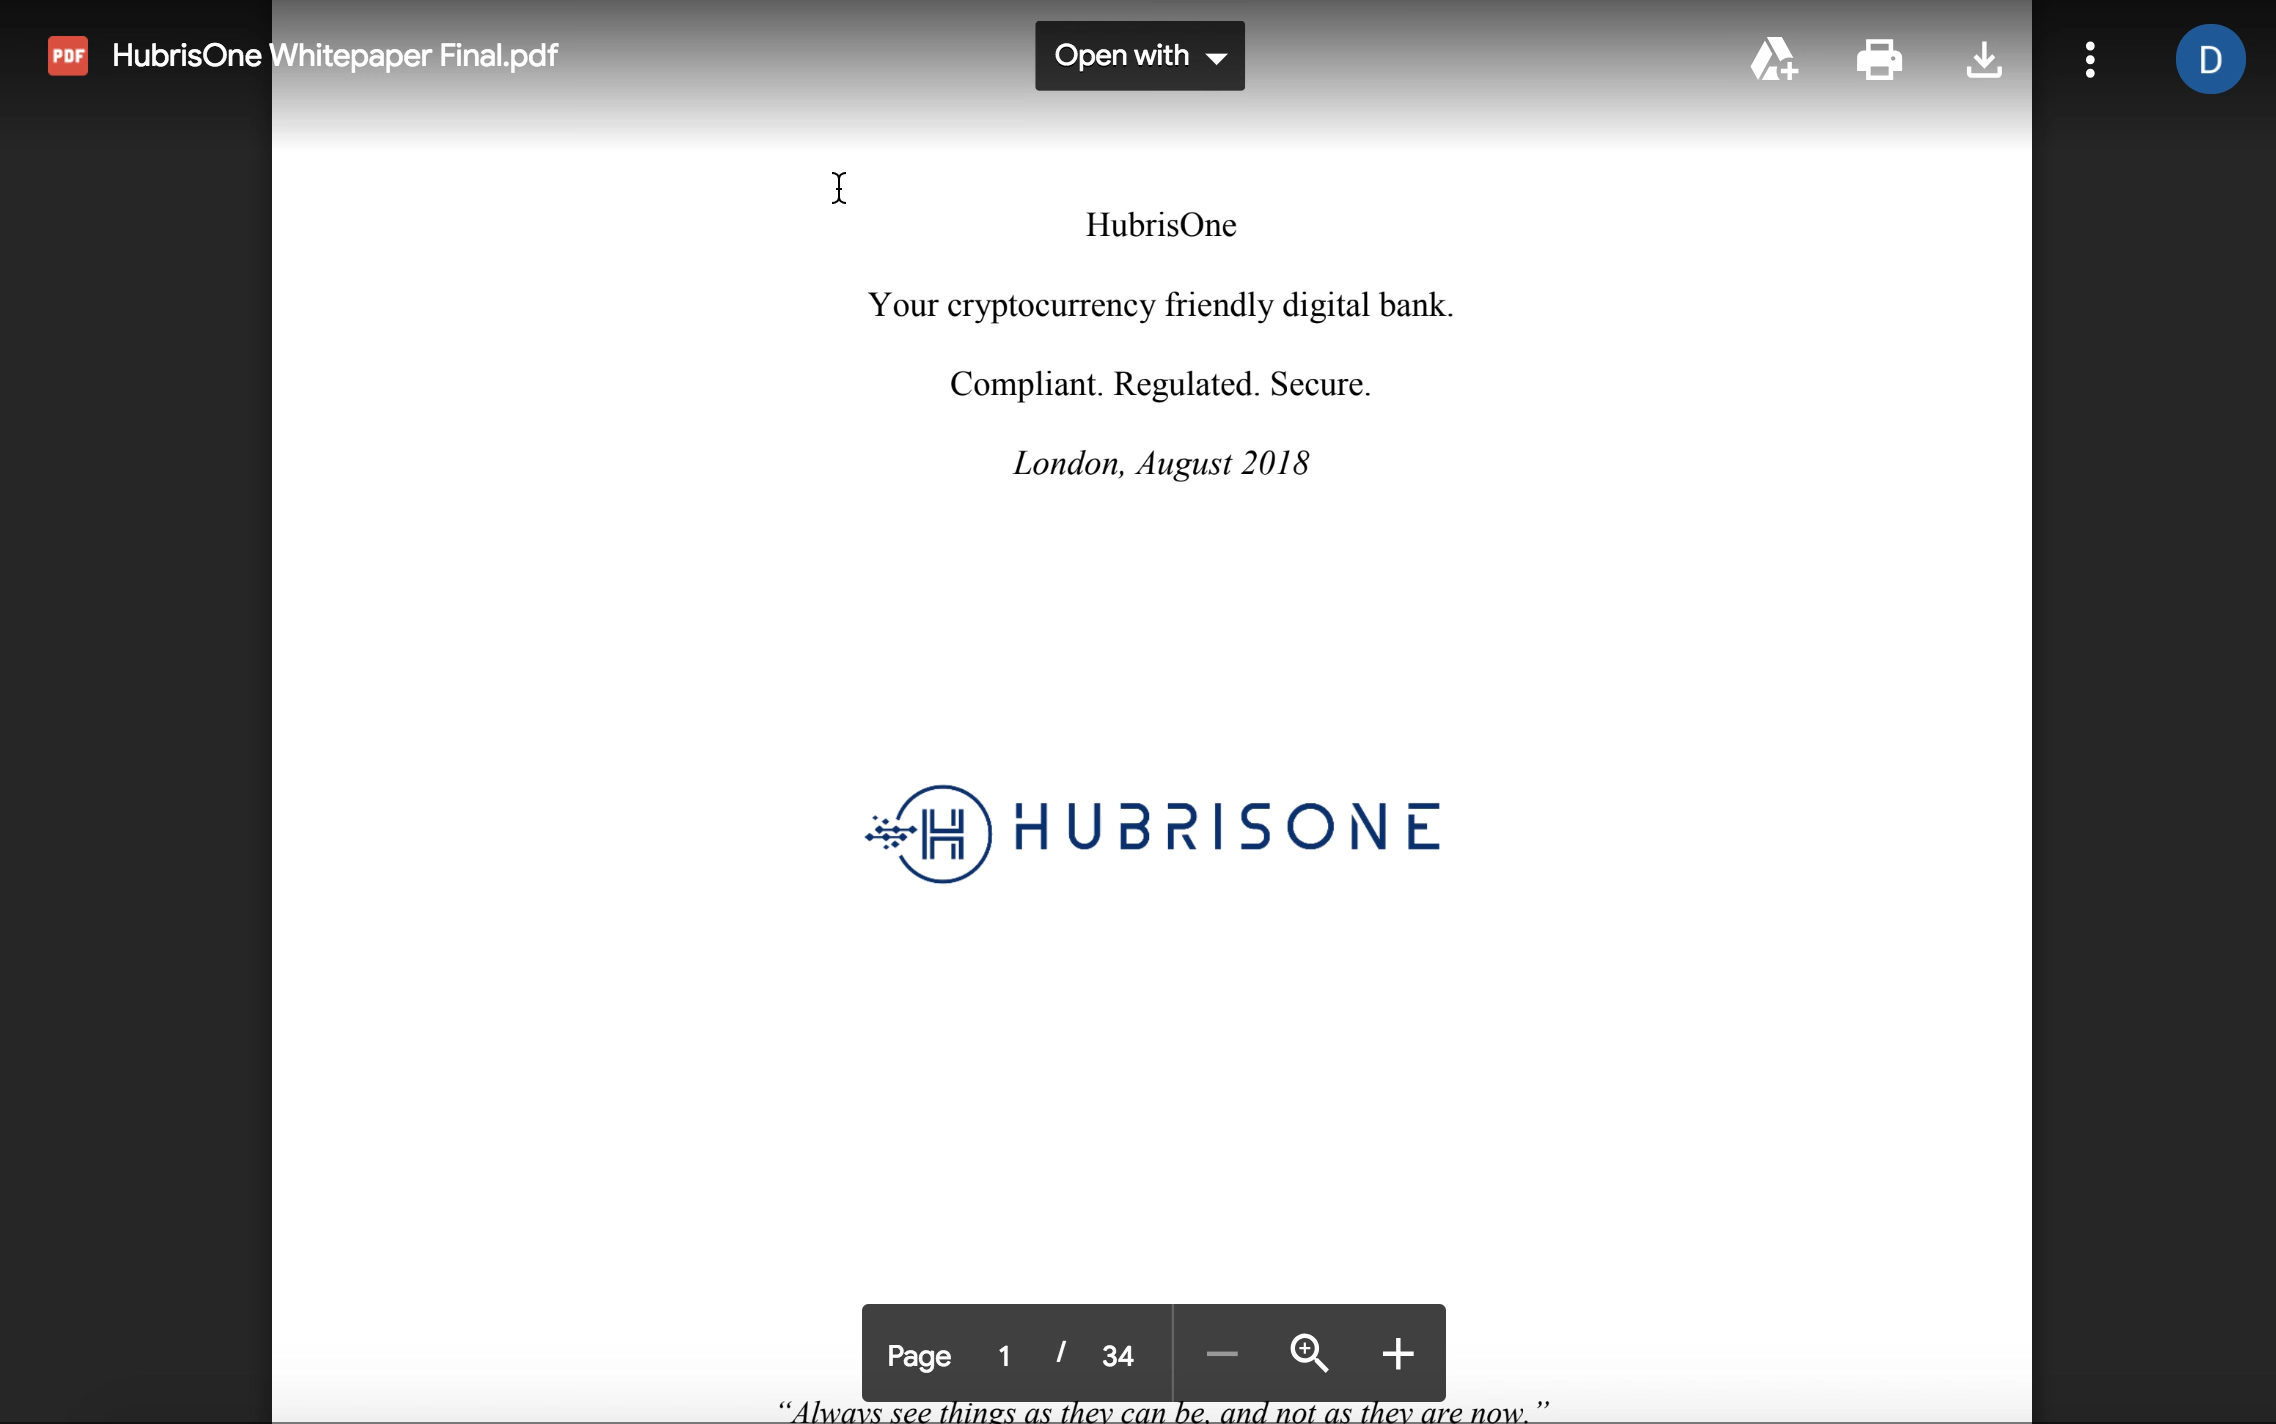 PDF HubrisOne Whitepaper Final.pdf
Open with
D
HubrisOne
Your cryptocurrency friendly digital bank.
Compliant. Regulated. Secure.
London, August 2018
H HUBRISONE
Page 1 / 34
“Always see things as they can be, and not as they are now.”